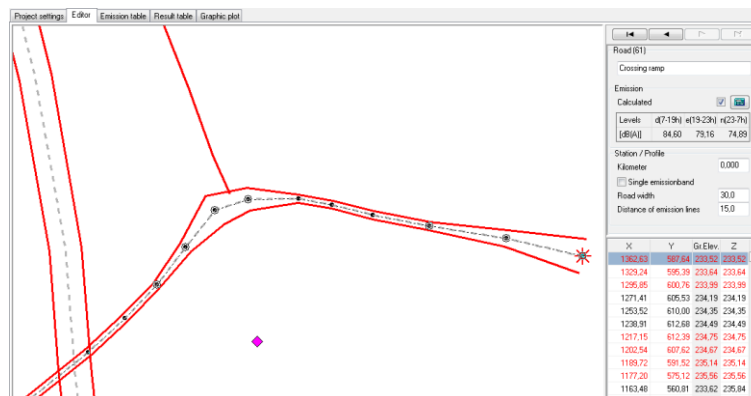 Project settings Editor Emission table Result table Graphic plot
Road (61)
Crossing ramp
Emission
Calculated
Levels d(7-19h) e(19-23h) n(23-7h)
[dB(A)] 84,60 79,16 74,89
Station / Profile
Kilometer 0,000
Single emissionband
Road width 30,0
Distance of emission lines 15,0
X Y Gr.Elev. Z
1362,63 587,64 233,52 233,52
1329,24 595,39 233,64 233,64
1295,85 600,76 233,99 233,99
1271,41 605,53 234,19 234,19
1253,52 610,00 234,35 234,35
1238,91 612,68 234,49 234,49
1217,15 612,39 234,75 234,75
1202,54 607,62 234,67 234,67
1189,72 591,52 235,14 235,14
1177,20 575,12 235,56 235,56
1163,48 560,81 233,62 235,84